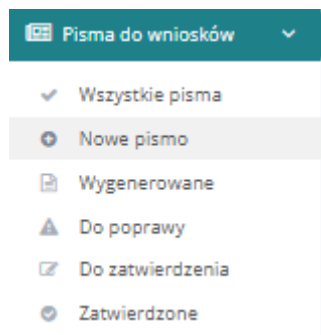 Pisma do wniosków
Wszystkie pisma
Nowe pismo
Wygenerowane
Do poprawy
Do zatwierdzenia
Zatwierdzone